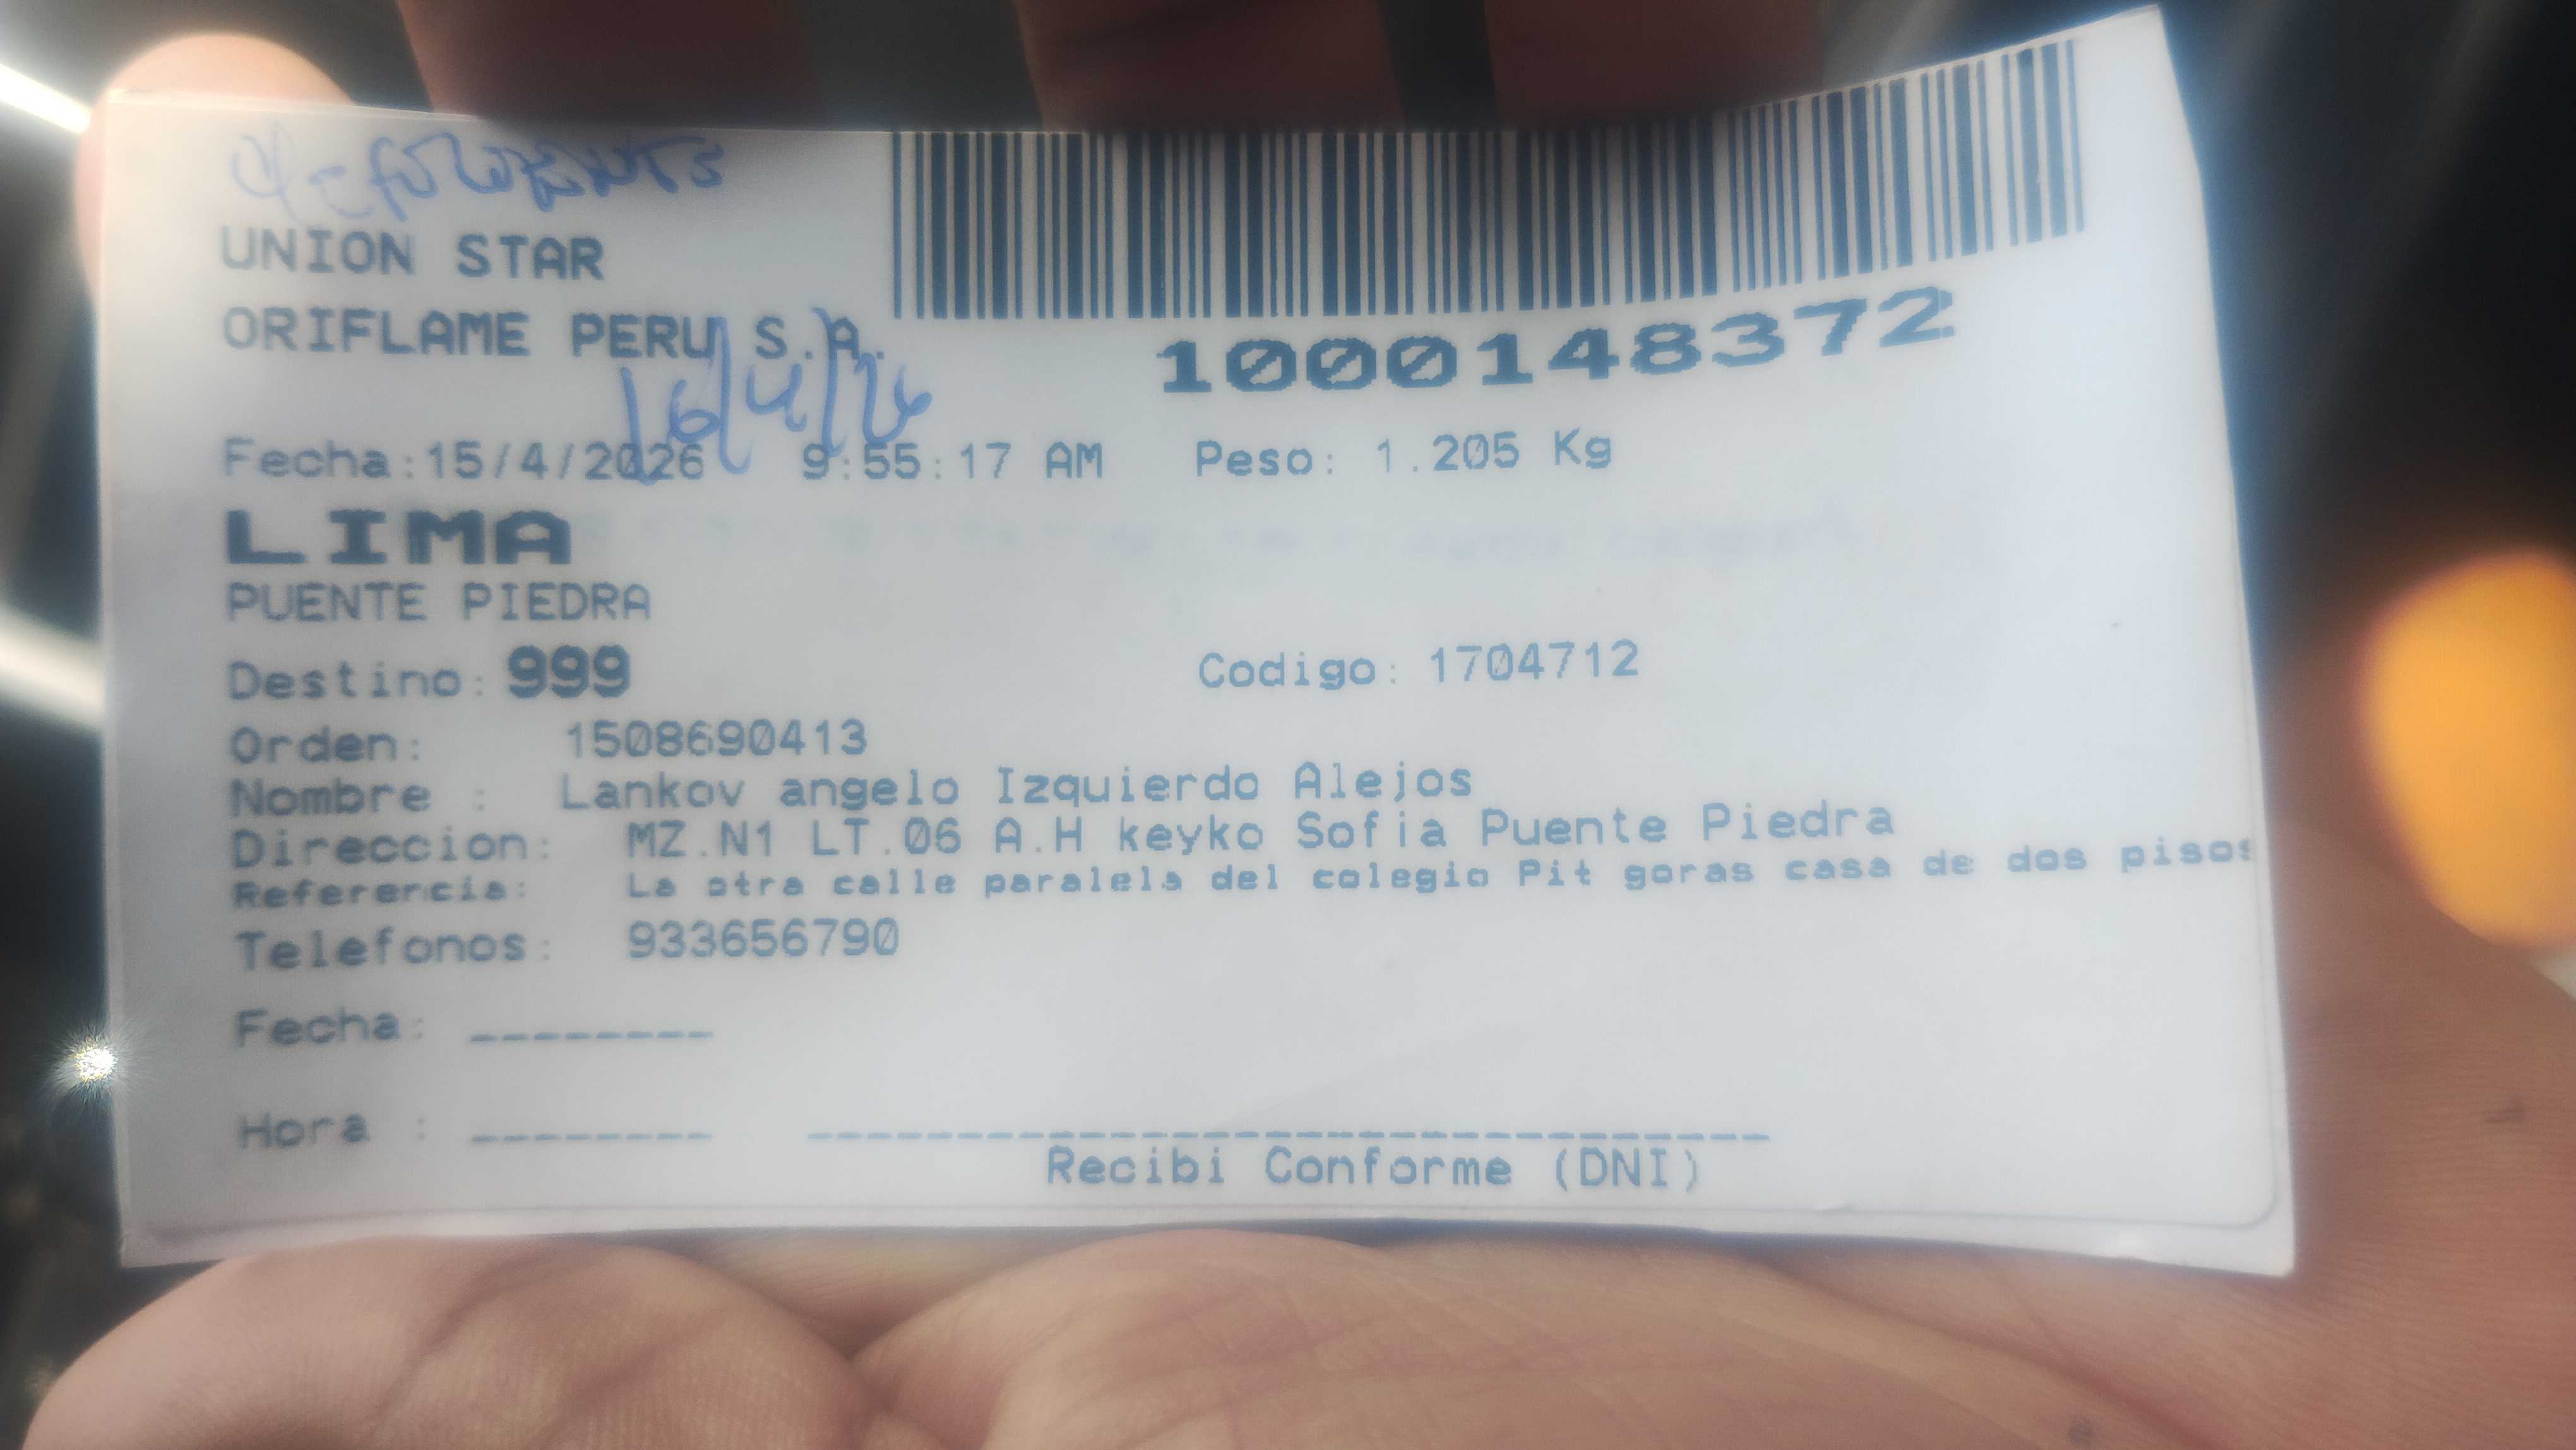 UNION STAR
ORIFLAME PERU S.A.
1000148372
16/4/26
Fecha:15/4/2026 9:55:17 AM Peso: 1.205 Kg
LIMA
PUENTE PIEDRA
Destino: 999 Codigo: 1704712
Orden: 1508690413
Nombre : Lankov angelo Izquierdo Alejos
Direccion: MZ.N1 LT.06 A.H keyko Sofia Puente Piedra
Referencia: La otra calle paralela del colegio Pit goras casa de dos pisos
Telefonos: 933656790
Fecha: --------
Hora : --------
Recibi Conforme (DNI)